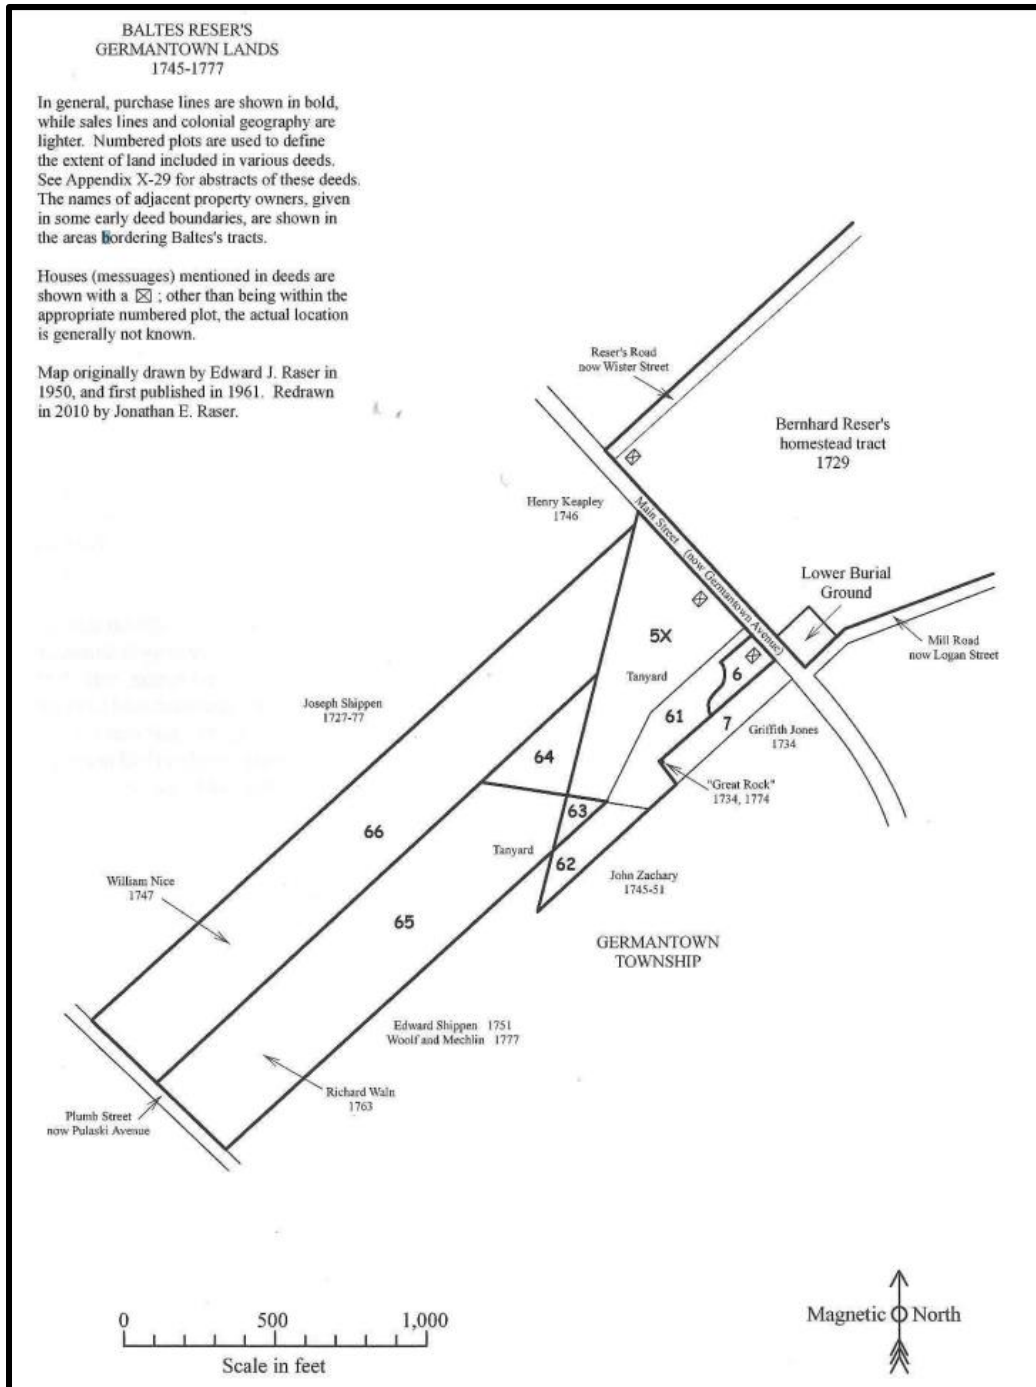 BALTES RESER'S
GERMANTOWN LANDS
1745-1777
In general, purchase lines are shown in bold,
while sales lines and colonial geography are
lighter. Numbered plots are used to define
the extent of land included in various deeds.
See Appendix X-29 for abstracts of these deeds.
The names of adjacent property owners, given
in some early deed boundaries, are shown in
the areas bordering Baltes's tracts.
Houses (messuages) mentioned in deeds are
shown with a ☒ ; other than being within the
appropriate numbered plot, the actual location
is generally not known.
Map originally drawn by Edward J. Raser in
1950, and first published in 1961. Redrawn
in 2010 by Jonathan E. Raser.
Reser's Road
now Wister Street
Bernhard Reser's
homestead tract
1729
Henry Keapley
1746
Main Street (now Germantown Avenue)
Lower Burial
Ground
Mill Road
now Logan Street
5X
Tanyard
6
61
7
Griffith Jones
1734
Joseph Shippen
1727-77
64
"Great Rock"
1734, 1774
63
66
Tanyard
62
John Zachary
1745-51
William Nice
1747
65
GERMANTOWN
TOWNSHIP
Edward Shippen 1751
Woolf and Mechlin 1777
Richard Waln
1763
Plumb Street
now Pulaski Avenue
0 500 1,000
Scale in feet
Magnetic North